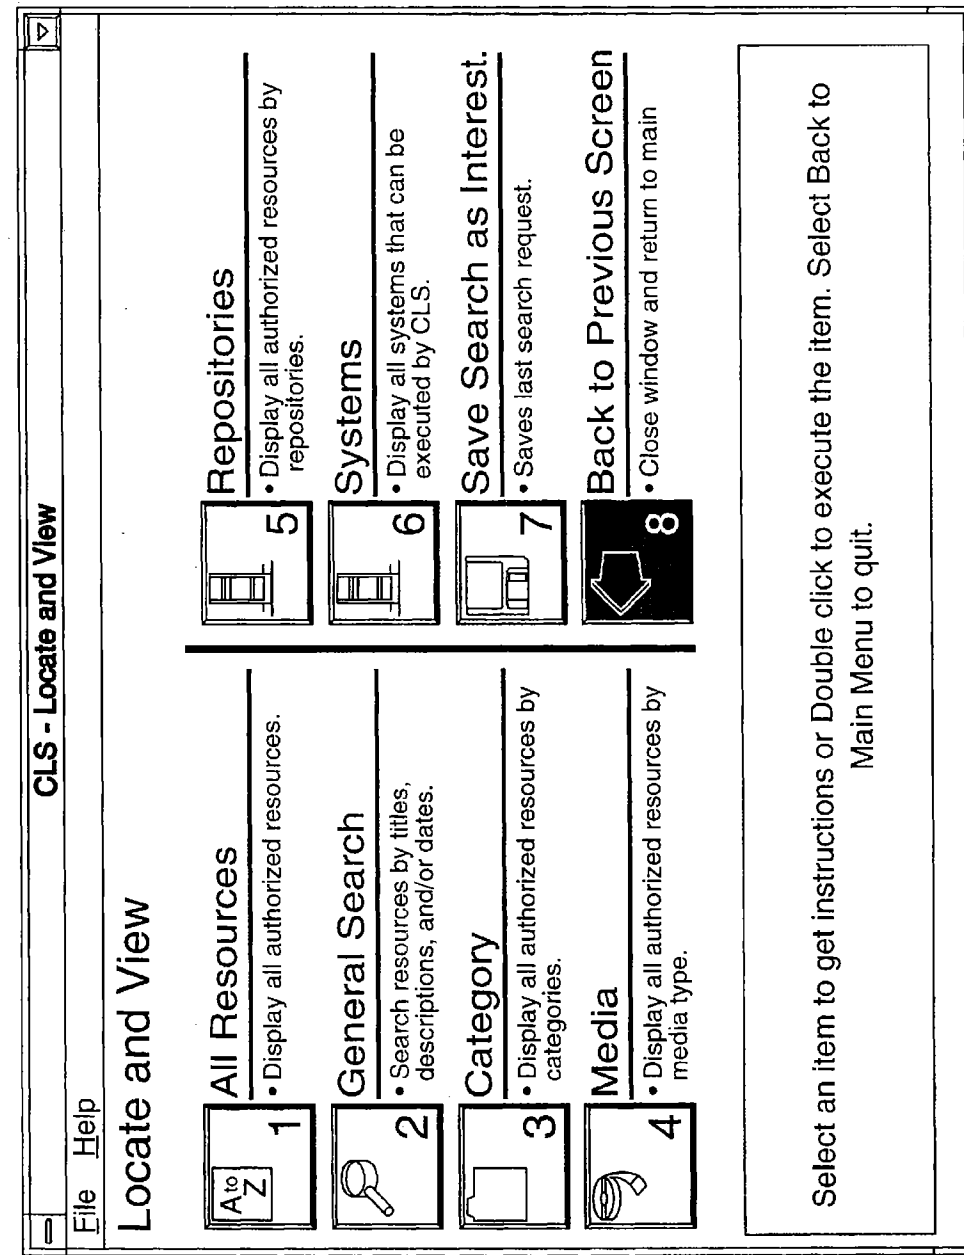 CLS - Locate and View
File Help
Locate and View
A to
Z
1
All Resources
• Display all authorized resources.
2
General Search
• Search resources by titles,
descriptions, and/or dates.
3
Category
• Display all authorized resources by
categories.
4
Media
• Display all authorized resources by
media type.
5
Repositories
• Display all authorized resources by
repositories.
6
Systems
• Display all systems that can be
executed by CLS.
7
Save Search as Interest.
• Saves last search request.
8
Back to Previous Screen
• Close window and return to main
Select an item to get instructions or Double click to execute the item. Select Back to
Main Menu to quit.